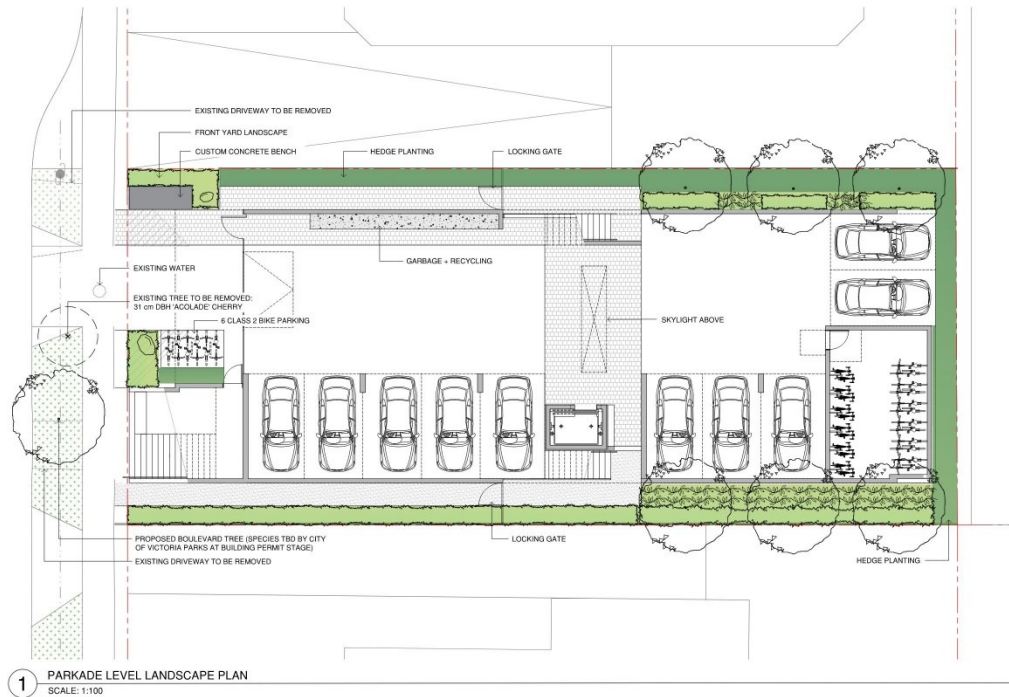 EXISTING DRIVEWAY TO BE REMOVED
FRONT YARD LANDSCAPE
CUSTOM CONCRETE BENCH
HEDGE PLANTING
LOCKING GATE
GARBAGE + RECYCLING
EXISTING WATER
EXISTING TREE TO BE REMOVED:
31 cm DBH 'ACOLADE' CHERRY
6 CLASS 2 BIKE PARKING
SKYLIGHT ABOVE
PROPOSED BOULEVARD TREE (SPECIES TBD BY CITY
OF VICTORIA PARKS AT BUILDING PERMIT STAGE)
EXISTING DRIVEWAY TO BE REMOVED
LOCKING GATE
HEDGE PLANTING
1
PARKADE LEVEL LANDSCAPE PLAN
SCALE: 1:100